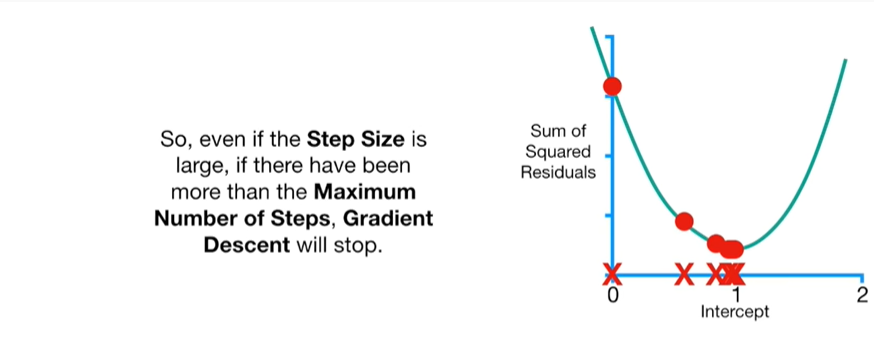 So, even if the Step Size is
large, if there have been
more than the Maximum
Number of Steps, Gradient
Descent will stop.
Sum of
Squared
Residuals
0
1
2
Intercept